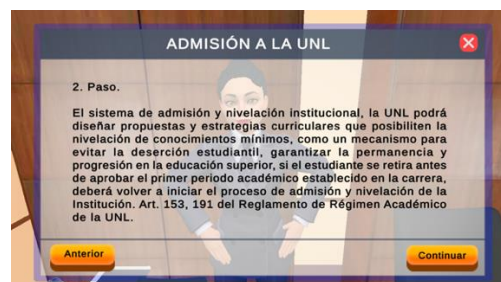 ADMISIÓN A LA UNL
2. Paso.
El sistema de admisión y nivelación institucional, la UNL podrá
diseñar propuestas y estrategias curriculares que posibiliten la
nivelación de conocimientos mínimos, como un mecanismo para
evitar la deserción estudiantil, garantizar la permanencia y
progresión en la educación superior, si el estudiante se retira antes
de aprobar el primer periodo académico establecido en la carrera,
deberá volver a iniciar el proceso de admisión y nivelación de la
Institución. Art. 153, 191 del Reglamento de Régimen Académico
de la UNL.
Anterior
Continuar